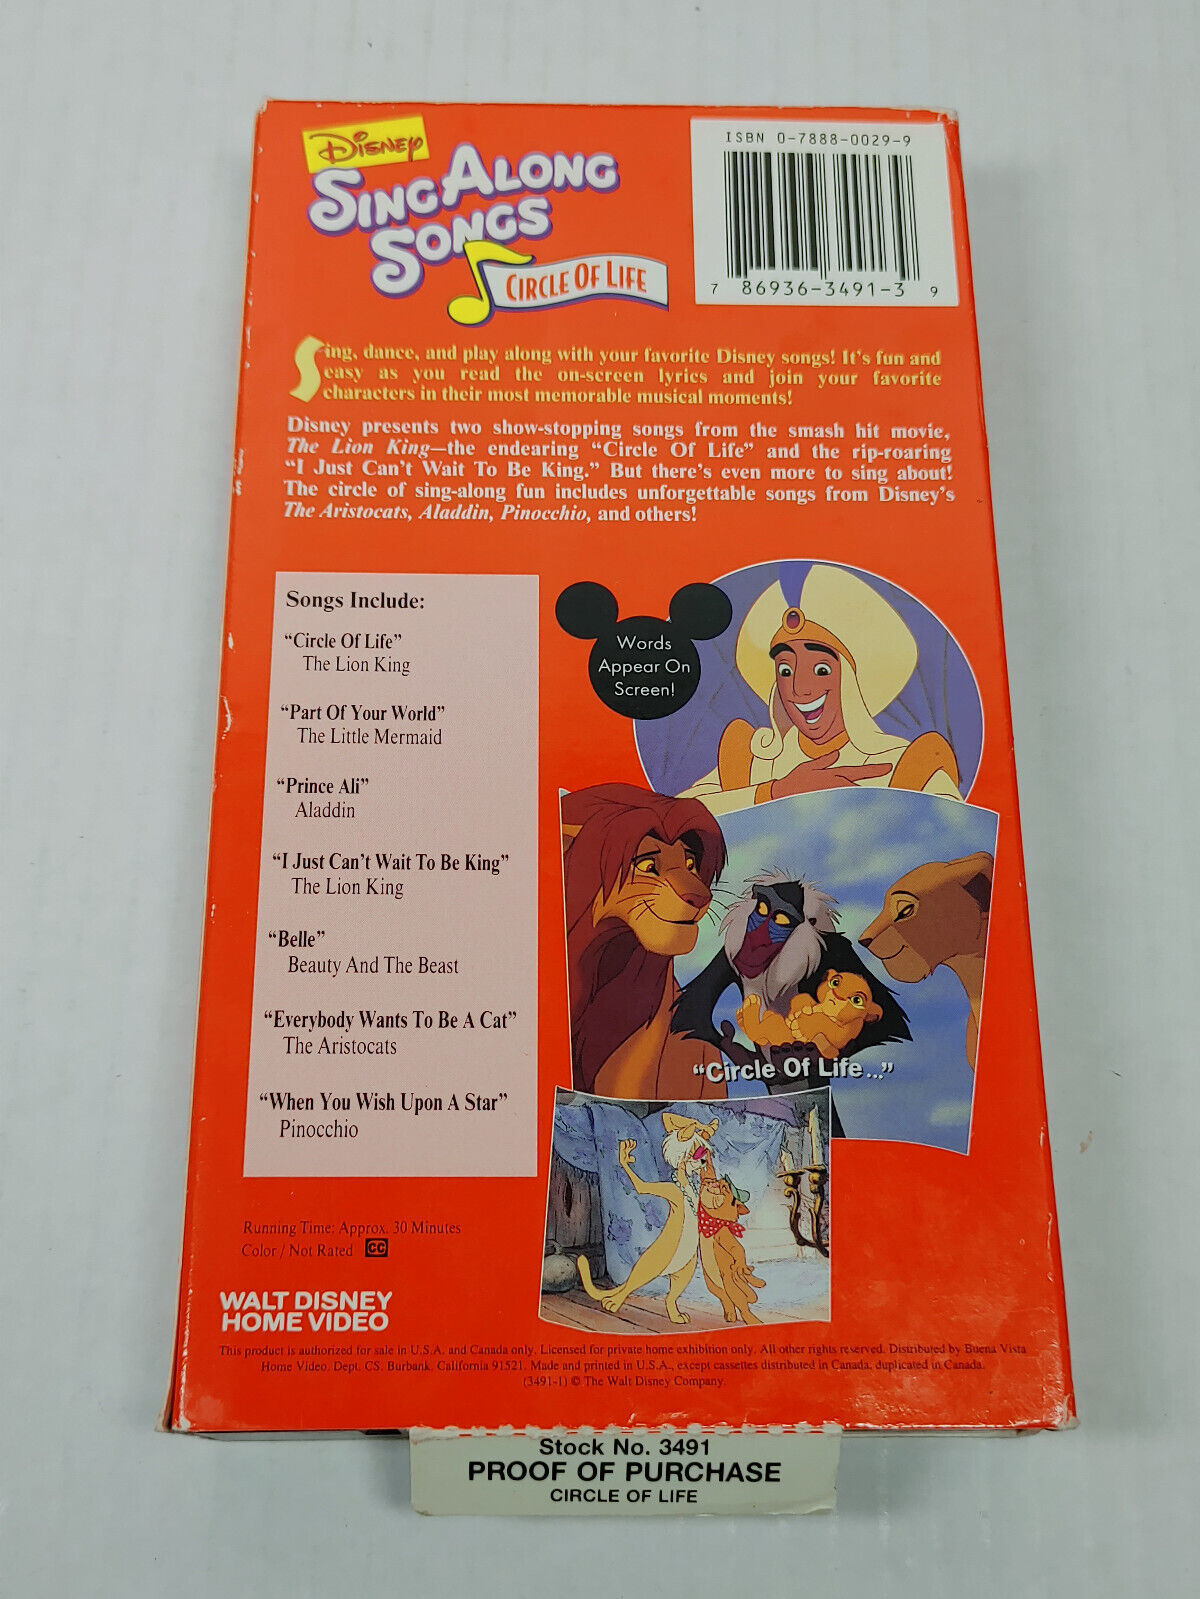 Disney
Sing Along
Songs
Circle Of Life
ISBN 0-7888-0029-9
7 86936-3491-3 9
Sing, dance, and play along with your favorite Disney songs! It's fun and
easy as you read the on-screen lyrics and join your favorite
characters in their most memorable musical moments!
Disney presents two show-stopping songs from the smash hit movie,
The Lion King—the endearing "Circle Of Life" and the rip-roaring
"I Just Can't Wait To Be King." But there's even more to sing about!
The circle of sing-along fun includes unforgettable songs from Disney's
The Aristocats, Aladdin, Pinocchio, and others!
Songs Include:
"Circle Of Life"
The Lion King
"Part Of Your World"
The Little Mermaid
"Prince Ali"
Aladdin
"I Just Can't Wait To Be King"
The Lion King
"Belle"
Beauty And The Beast
"Everybody Wants To Be A Cat"
The Aristocats
"When You Wish Upon A Star"
Pinocchio
Words
Appear On
Screen!
"Circle Of Life..."
Running Time: Approx. 30 Minutes
Color / Not Rated CC
WALT DISNEY
HOME VIDEO
This product is authorized for sale in U.S.A. and Canada only. Licensed for private home exhibition only. All other rights reserved. Distributed by Buena Vista
Home Video, Dept. CS, Burbank, California 91521. Made and printed in U.S.A., except cassettes distributed in Canada, duplicated in Canada.
(3491-1) © The Walt Disney Company.
Stock No. 3491
PROOF OF PURCHASE
CIRCLE OF LIFE